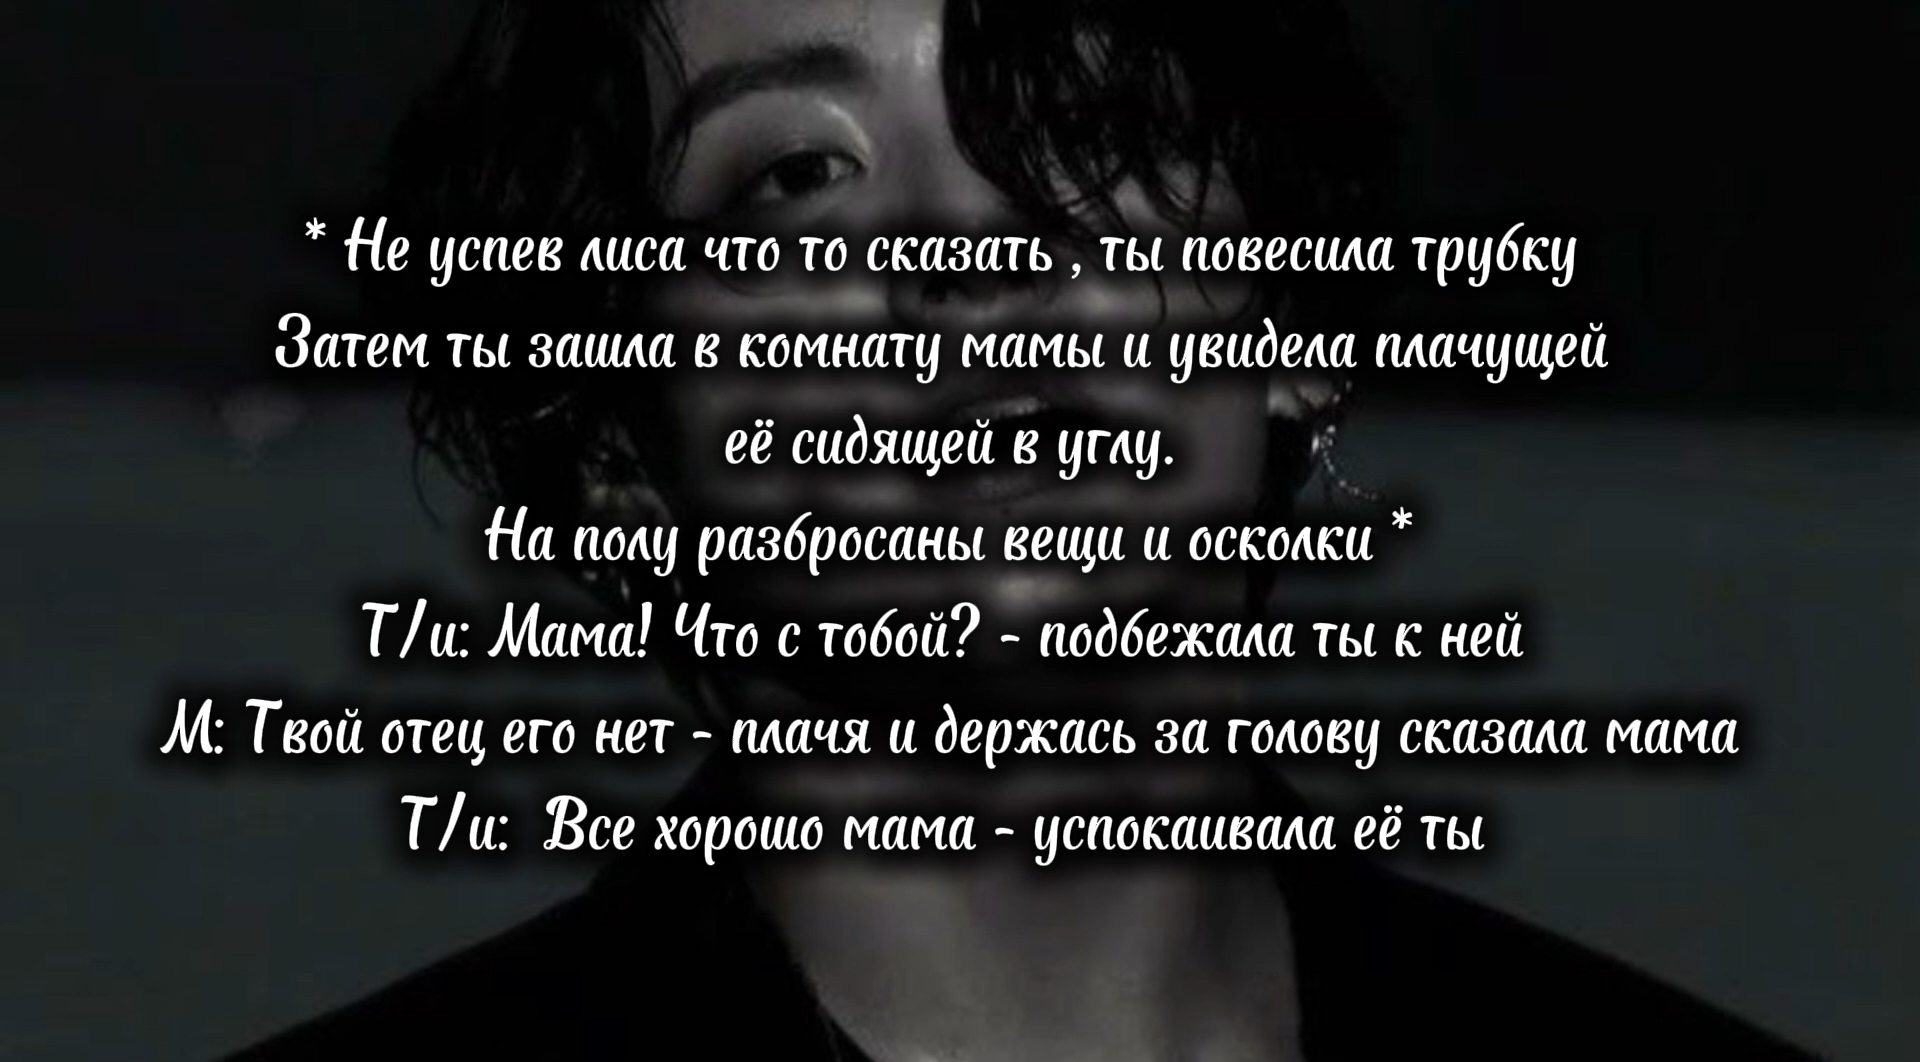 * Не успев лиса что то сказать , ты повесила трубку
Затем ты зашла в комнату мамы и увидела плачущей
её сидящей в углу.
На полу разбросаны вещи и осколки *
Т/и: Мама! Что с тобой? - подбежала ты к ней
М: Твой отец его нет - плачя и держась за голову сказала мама
Т/и:  Все хорошо мама - успокаивала её ты